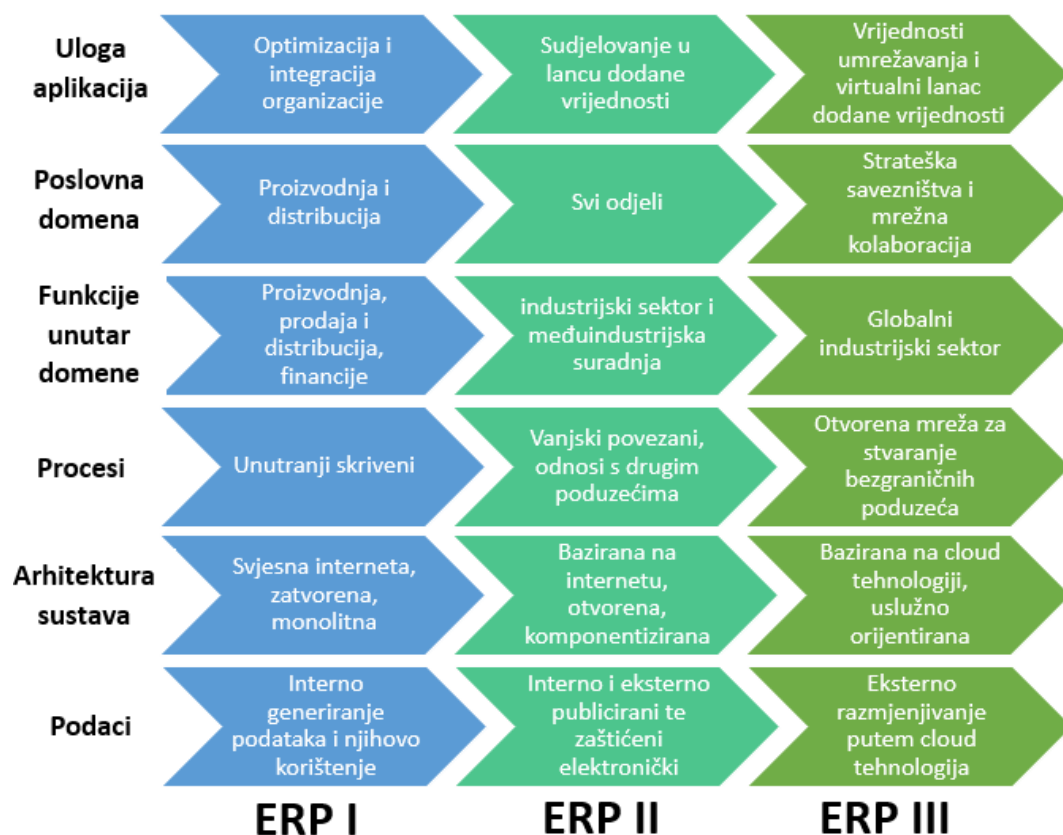 Uloga
aplikacija
Optimizacija i
integracija
organizacije
Sudjelovanje u
lancu dodane
vrijednosti
Vrijednosti
umrežavanja i
virtualni lanac
dodane vrijednosti
Poslovna
domena
Proizvodnja i
distribucija
Svi odjeli
Strateška
savezništva i
mrežna
kolaboracija
Funkcije
unutar
domene
Proizvodnja,
prodaja i
distribucija,
financije
industrijski sektor i
međuindustrijska
suradnja
Globalni
industrijski sektor
Procesi
Unutranji skriveni
Vanjski povezani,
odnosi s drugim
poduzećima
Otvorena mreža za
stvaranje
bezgraničnih
poduzeća
Arhitektura
sustava
Svjesna interneta,
zatvorena,
monolitna
Bazirana na
internetu,
otvorena,
komponentizirana
Bazirana na cloud
tehnologiji,
uslužno
orijentirana
Podaci
Interno
generiranje
podataka i njihovo
korištenje
Interno i eksterno
publicirani te
zaštićeni
elektronički
Eksterno
razmjenjivanje
putem cloud
tehnologija
ERP I
ERP II
ERP III